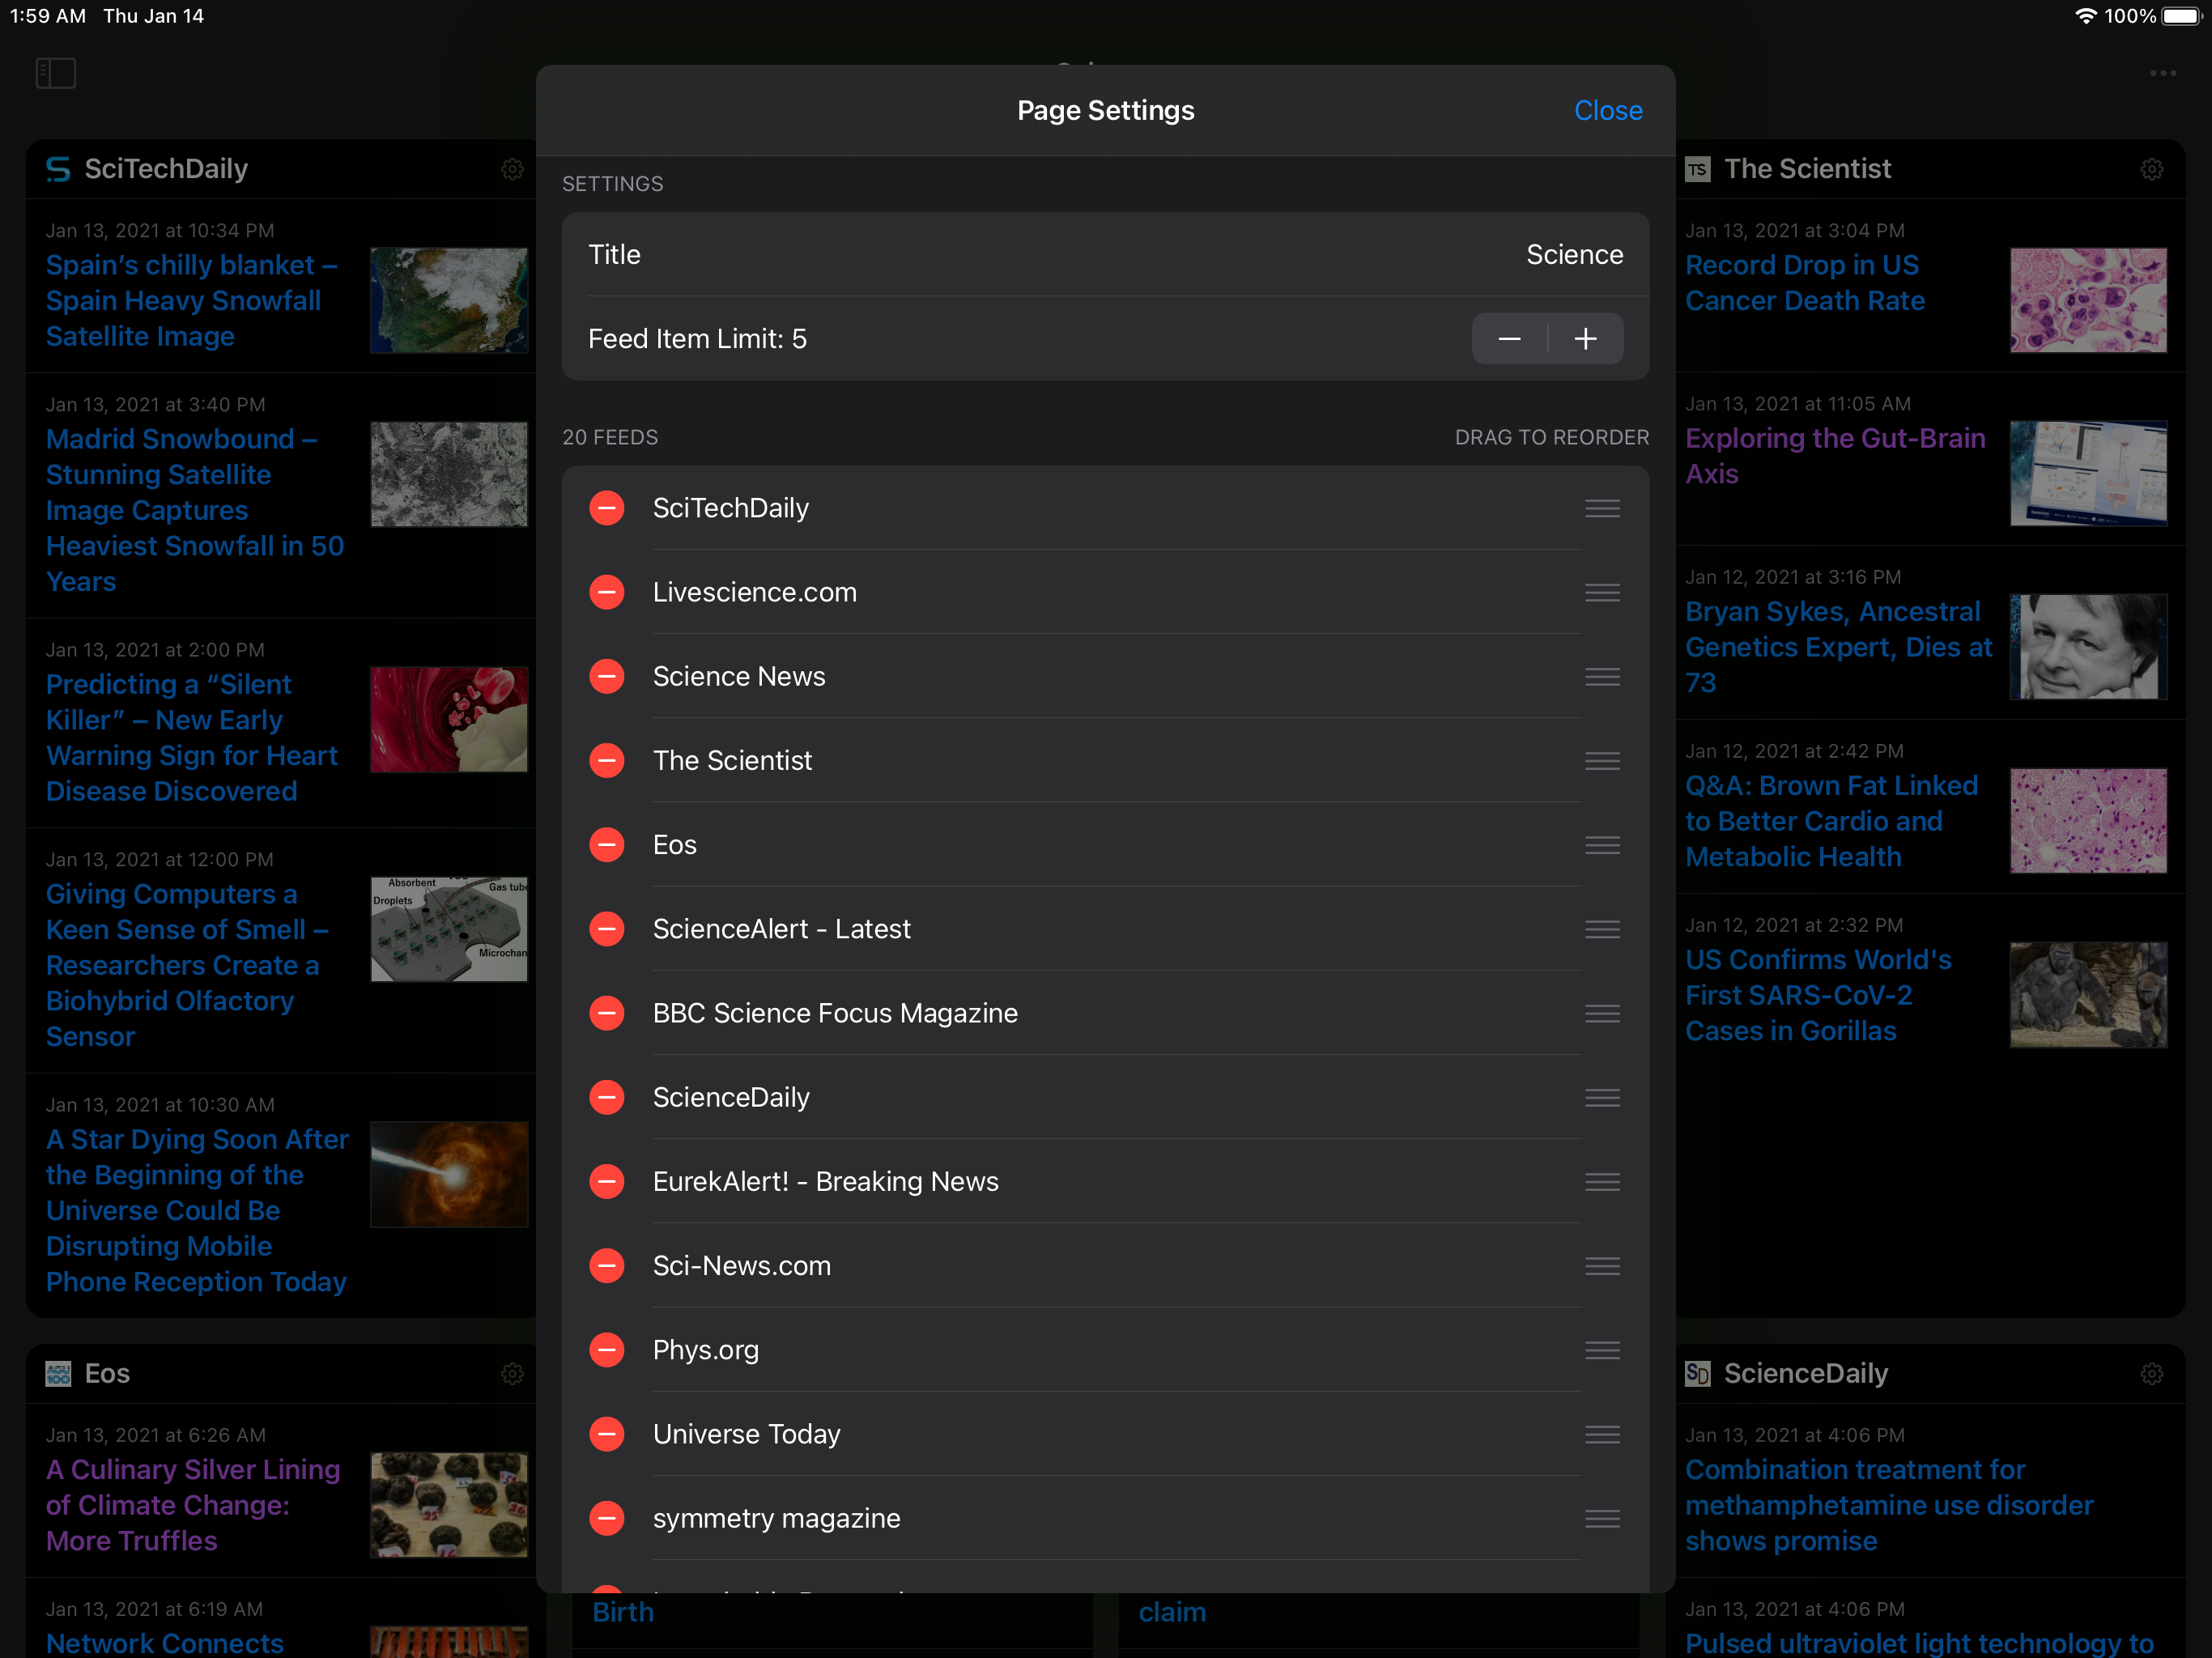 1:59 AM Thu Jan 14
100%
Page Settings
Close
SETTINGS
Title
Science
Feed Item Limit: 5
20 FEEDS
DRAG TO REORDER
SciTechDaily
Livescience.com
Science News
The Scientist
Eos
ScienceAlert - Latest
BBC Science Focus Magazine
ScienceDaily
EurekAlert! - Breaking News
Sci-News.com
Phys.org
Universe Today
symmetry magazine
SciTechDaily
Jan 13, 2021 at 10:34 PM
Spain’s chilly blanket –
Spain Heavy Snowfall
Satellite Image
Jan 13, 2021 at 3:40 PM
Madrid Snowbound –
Stunning Satellite
Image Captures
Heaviest Snowfall in 50
Years
Jan 13, 2021 at 2:00 PM
Predicting a “Silent
Killer” – New Early
Warning Sign for Heart
Disease Discovered
Jan 13, 2021 at 12:00 PM
Giving Computers a
Keen Sense of Smell –
Researchers Create a
Biohybrid Olfactory
Sensor
Absorbent
Gas tube
Droplets
Microchan
Jan 13, 2021 at 10:30 AM
A Star Dying Soon After
the Beginning of the
Universe Could Be
Disrupting Mobile
Phone Reception Today
AGU
100
Eos
Jan 13, 2021 at 6:26 AM
A Culinary Silver Lining
of Climate Change:
More Truffles
Jan 13, 2021 at 6:19 AM
Network Connects
Birth
claim
TS
The Scientist
Jan 13, 2021 at 3:04 PM
Record Drop in US
Cancer Death Rate
Jan 13, 2021 at 11:05 AM
Exploring the Gut-Brain
Axis
Jan 12, 2021 at 3:16 PM
Bryan Sykes, Ancestral
Genetics Expert, Dies at
73
Jan 12, 2021 at 2:42 PM
Q&A: Brown Fat Linked
to Better Cardio and
Metabolic Health
Jan 12, 2021 at 2:32 PM
US Confirms World's
First SARS-CoV-2
Cases in Gorillas
SD
ScienceDaily
Jan 13, 2021 at 4:06 PM
Combination treatment for
methamphetamine use disorder
shows promise
Jan 13, 2021 at 4:06 PM
Pulsed ultraviolet light technology to